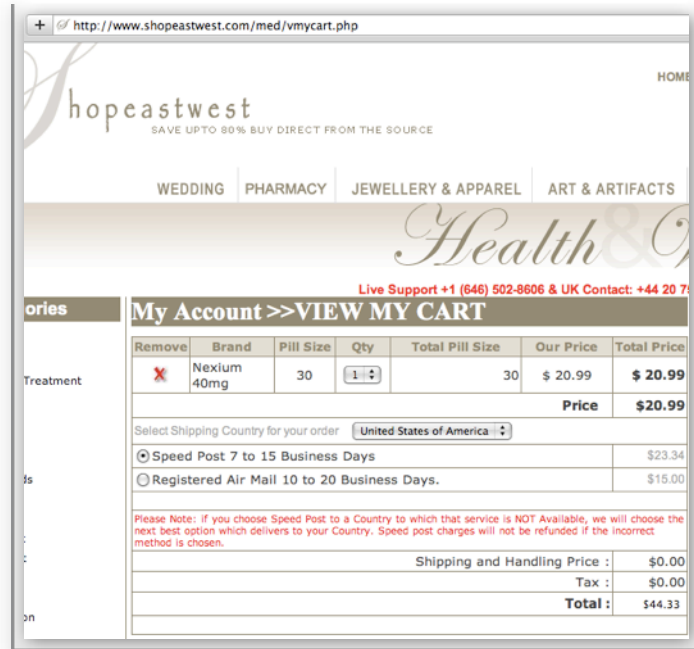 http://www.shopeastwest.com/med/vmycart.php
HOME
Shopeastwest
SAVE UPTO 80% BUY DIRECT FROM THE SOURCE
WEDDING PHARMACY JEWELLERY & APPAREL ART & ARTIFACTS
Health &
Live Support +1 (646) 502-8606 & UK Contact: +44 20 7
ories
My Account >>VIEW MY CART
Remove Brand Pill Size Qty Total Pill Size Our Price Total Price
Nexium 40mg 30 1 30 $ 20.99 $ 20.99
Treatment
Price $20.99
Select Shipping Country for your order United States of America
Speed Post 7 to 15 Business Days $23.34
ds
Registered Air Mail 10 to 20 Business Days. $15.00
Please Note: if you choose Speed Post to a Country to which that service is NOT Available, we will choose the
next best option which delivers to your Country. Speed post charges will not be refunded if the incorrect
method is chosen.
Shipping and Handling Price : $0.00
Tax : $0.00
Total : $44.33
on